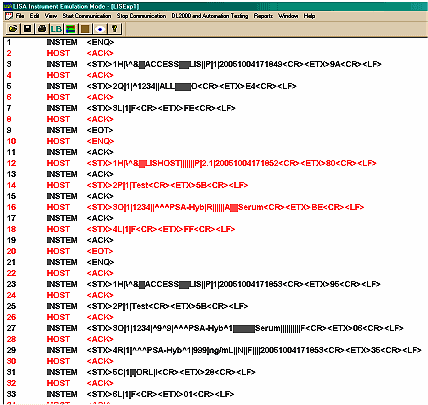 LISA Instrument Emulation Mode - [LISExp1]
File Edit View Start Communication Stop Communication DL2000 and Automation Testing Reports Window Help
1 INSTEM <ENQ>
2 HOST <ACK>
3 INSTEM <STX>1H|\^&||||ACCESS||||LIS||P|1|20051004171849<CR><ETX>9A<CR><LF>
4 HOST <ACK>
5 INSTEM <STX>2Q|1|^1234||ALL||||O<CR><ETX><CR><LF>
6 HOST <ACK>
7 INSTEM <STX>3L|1|F<CR><ETX>FE<CR><LF>
8 HOST <ACK>
9 INSTEM <EOT>
10 HOST <ENQ>
11 INSTEM <ACK>
12 HOST <STX>1H|\^&|||LISHOST|||||||P|2.1|20051004171852<CR><ETX>80<CR><LF>
13 INSTEM <ACK>
14 HOST <STX>2P|1|Test<CR><ETX>5B<CR><LF>
15 INSTEM <ACK>
16 HOST <STX>3O|1|1234||^^^PSA-Hyb|R||||||A||||Serum<CR><ETX>BE<CR><LF>
17 INSTEM <ACK>
18 HOST <STX>4L|1|F<CR><ETX>FF<CR><LF>
19 INSTEM <ACK>
20 HOST <EOT>
21 INSTEM <ENQ>
22 HOST <ACK>
23 INSTEM <STX>1H|\^&||||ACCESS||||LIS||P|1|20051004171853<CR><ETX>95<CR><LF>
24 HOST <ACK>
25 INSTEM <STX>2P|1|Test<CR><ETX>5B<CR><LF>
26 HOST <ACK>
27 INSTEM <STX>3O|1|1234|^9^9|^^^PSA-Hyb^1|||||||||||Serum||||||||||F<CR><ETX>06<CR><LF>
28 HOST <ACK>
29 INSTEM <STX>4R|1|^^^PSA-Hyb^1|999|ng/mL||N||F||||20051004171853<CR><ETX>35<CR><LF>
30 HOST <ACK>
31 INSTEM <STX>5C|1|I|ORL|I<CR><ETX>28<CR><LF>
32 HOST <ACK>
33 INSTEM <STX>6L|1|F<CR><ETX>01<CR><LF>